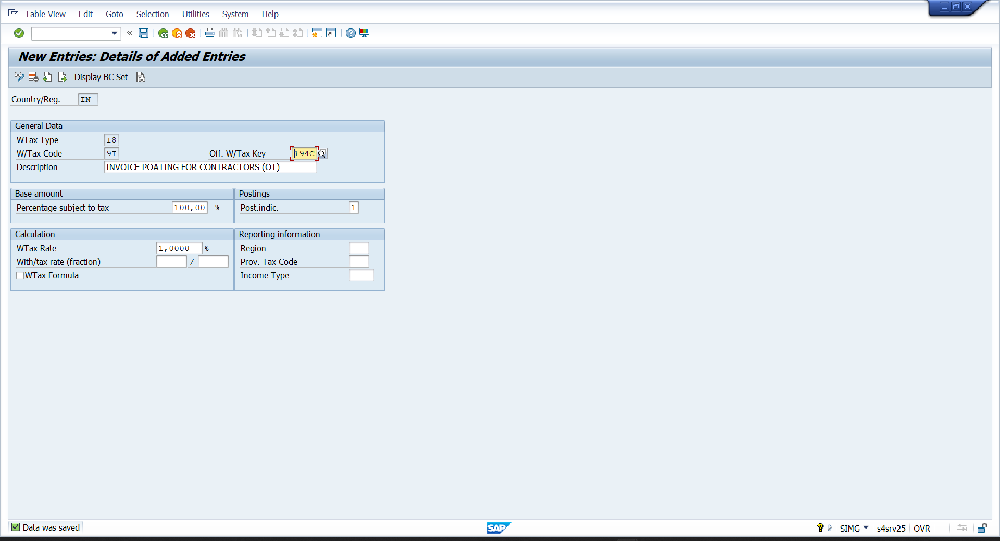 Table View Edit Goto Selection Utilities System Help
New Entries: Details of Added Entries
Display BC Set
Country/Reg. IN
General Data
WTax Type I8
W/Tax Code 9I Off. W/Tax Key 194C
Description INVOICE POATING FOR CONTRACTORS (OT)
Base amount Postings
Percentage subject to tax 100,00 % Post.indic. 1
Calculation Reporting information
WTax Rate 1,0000 % Region
With/tax rate (fraction) / Prov. Tax Code
WTax Formula Income Type
Data was saved SAP SIMG s4srv25 OVR